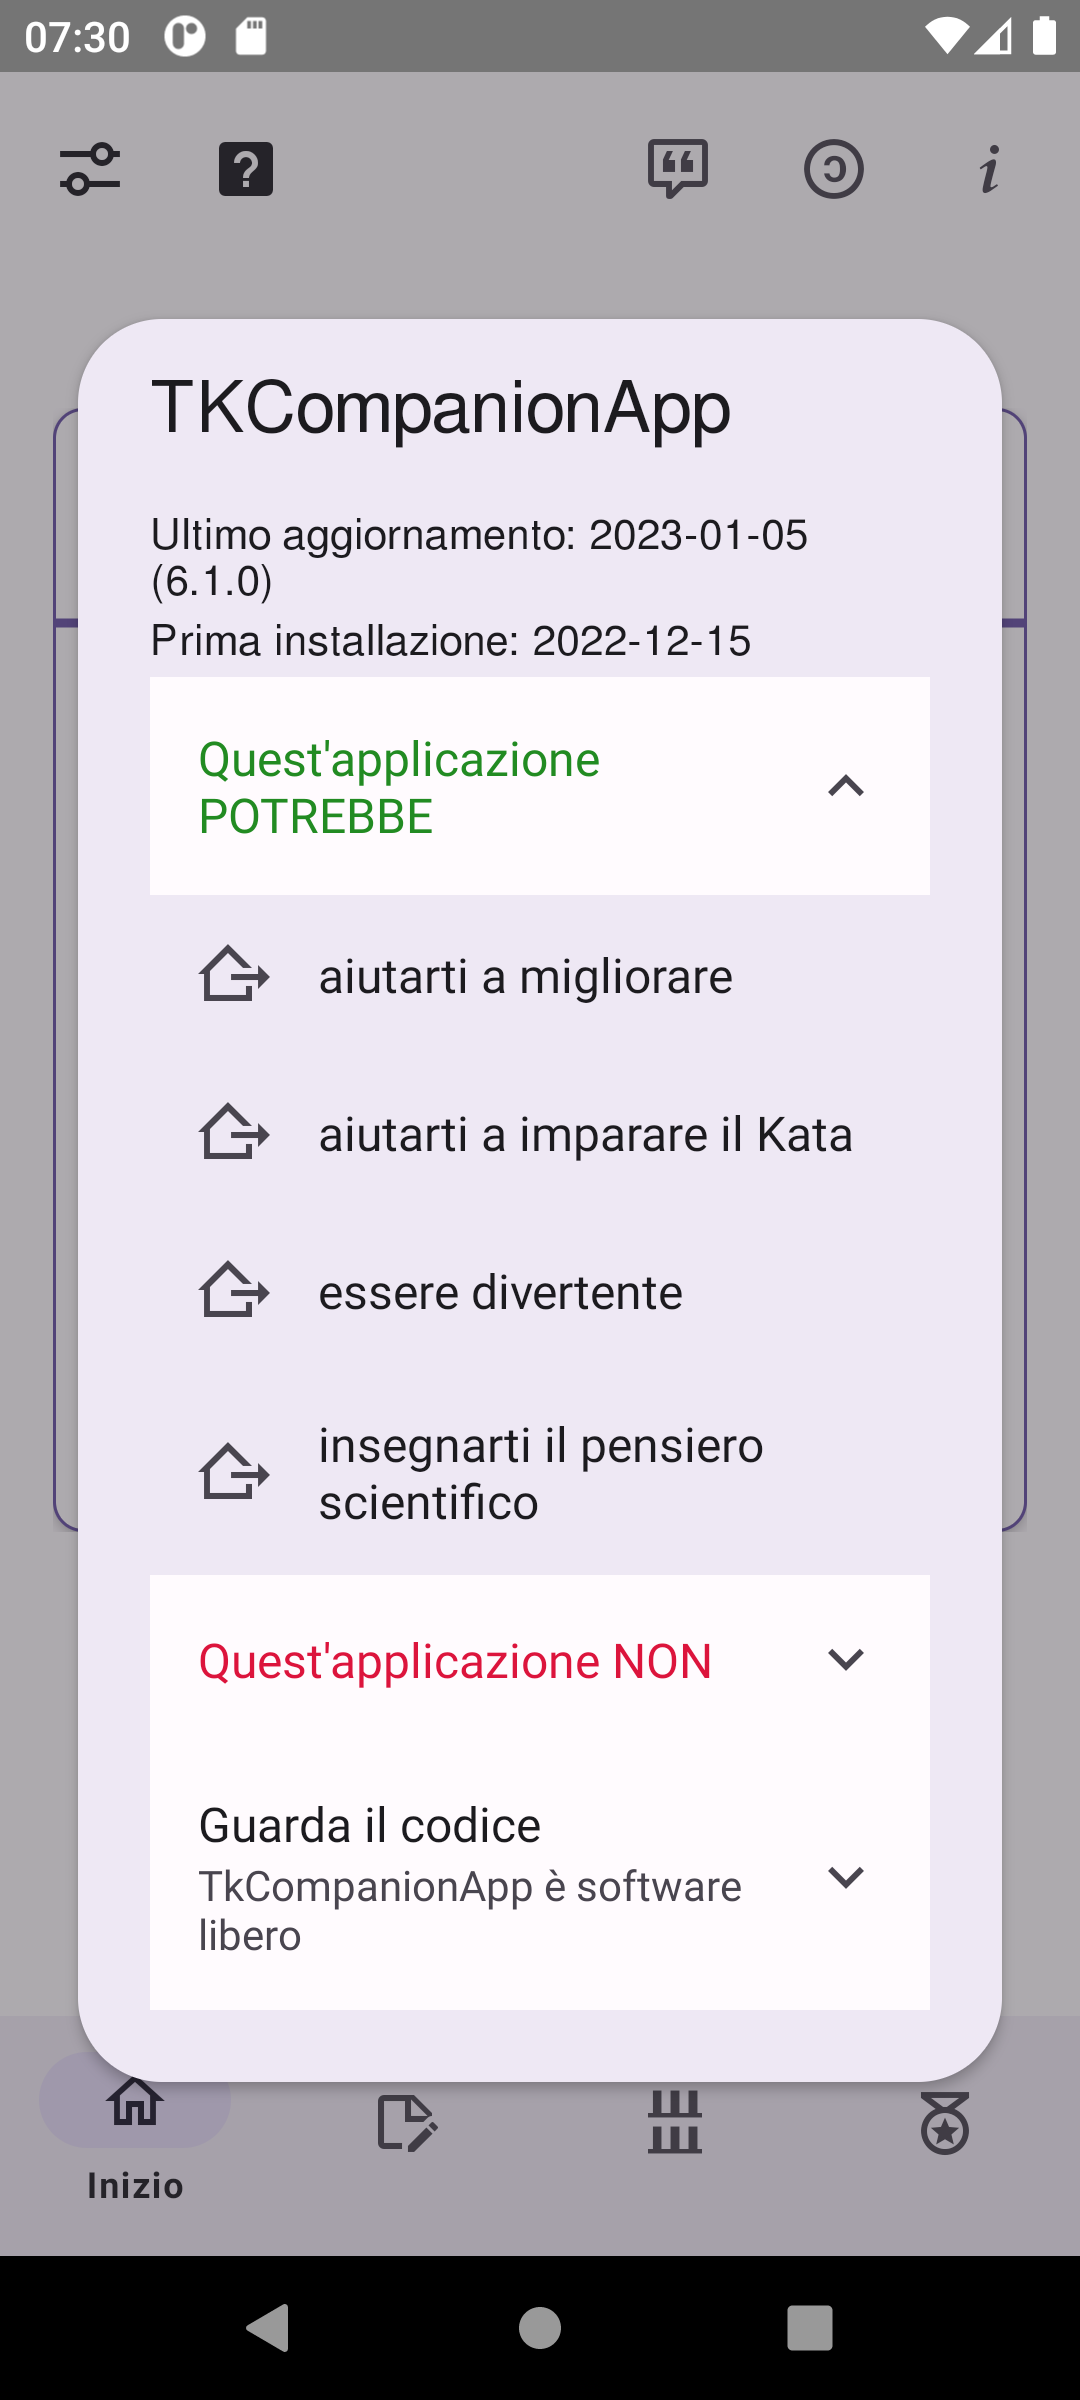 07:30
TKCompanionApp
Ultimo aggiornamento: 2023-01-05
(6.1.0)
Prima installazione: 2022-12-15
Quest'applicazione
POTREBBE
aiutarti a migliorare
aiutarti a imparare il Kata
essere divertente
insegnarti il pensiero
scientifico
Quest'applicazione NON
Guarda il codice
TkCompanionApp è software
libero
Inizio